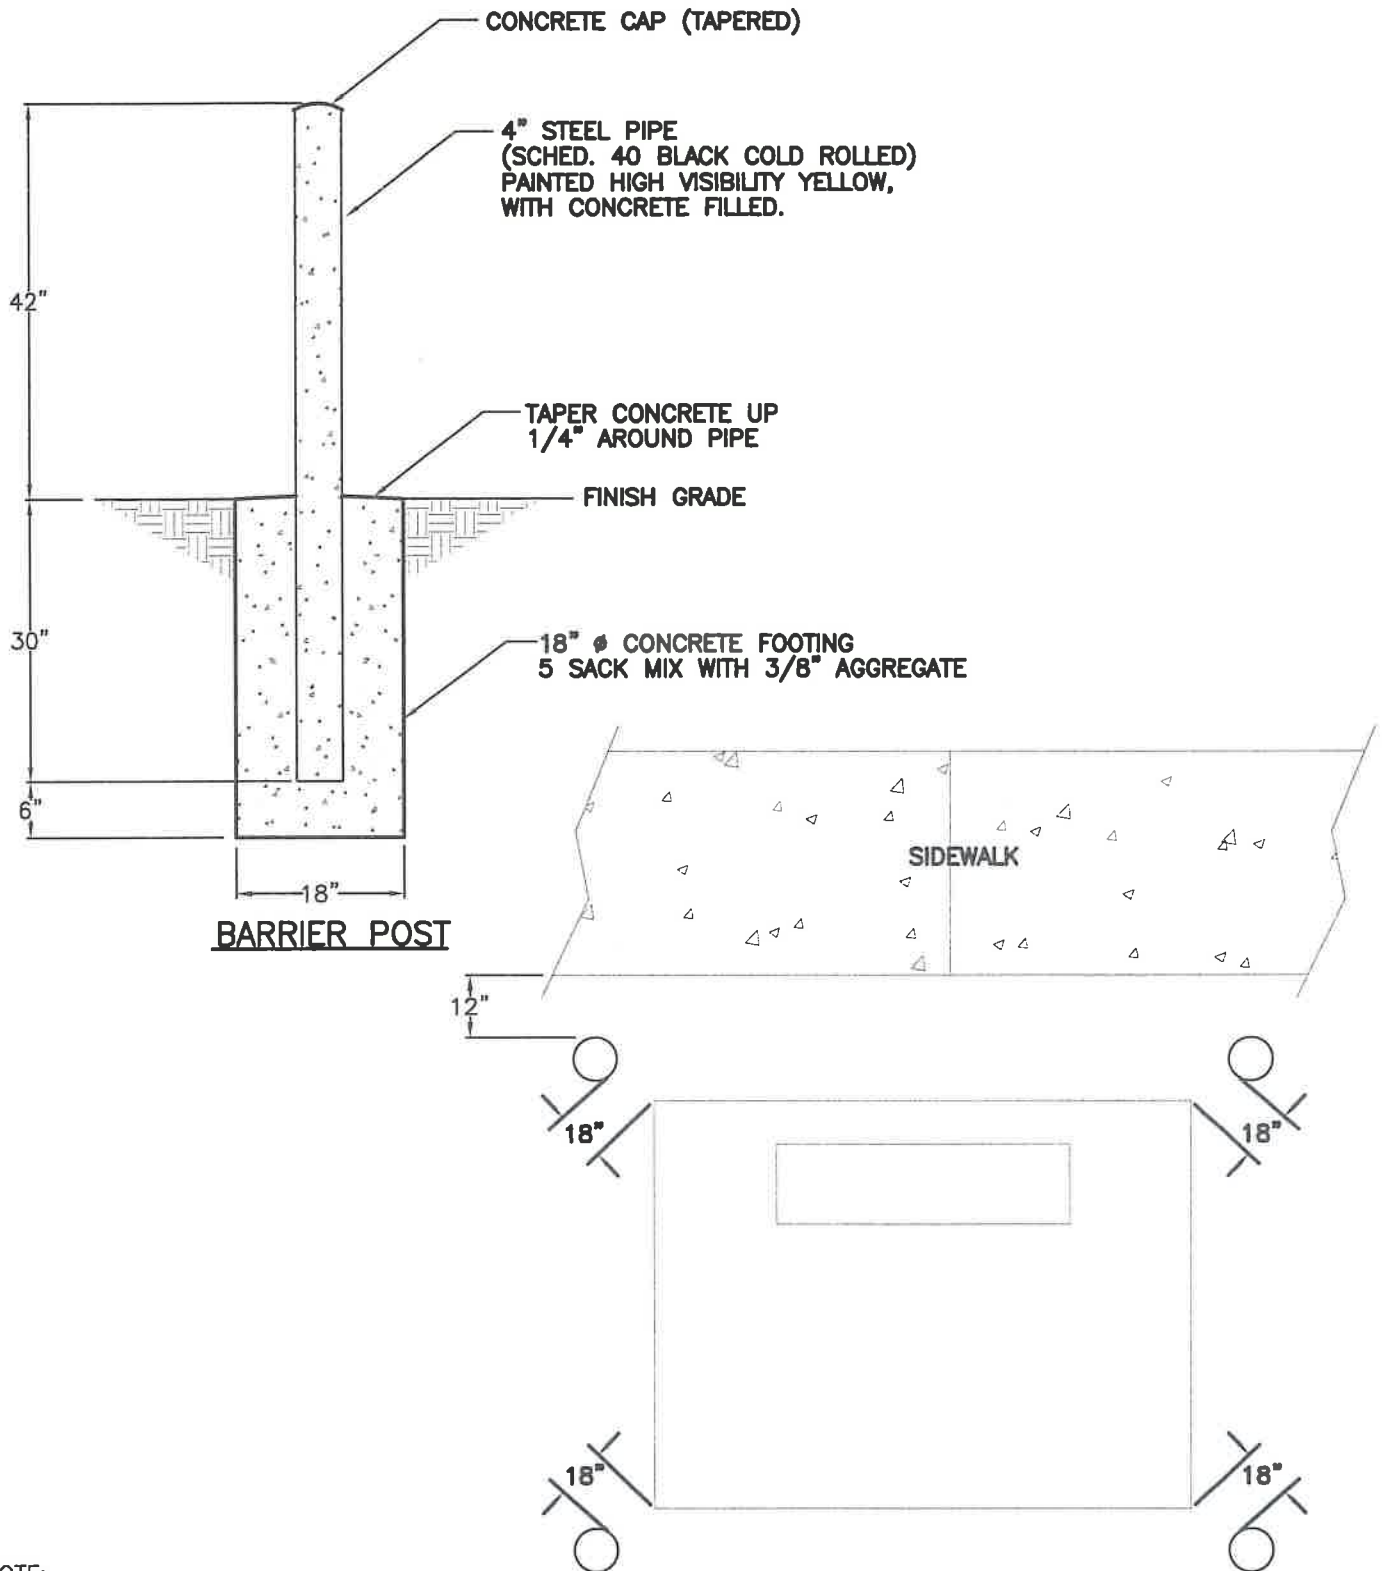 CONCRETE CAP (TAPERED)
4" STEEL PIPE
(SCHED. 40 BLACK COLD ROLLED)
PAINTED HIGH VISIBILITY YELLOW,
WITH CONCRETE FILLED.
42"
TAPER CONCRETE UP
1/4" AROUND PIPE
FINISH GRADE
30"
18" ø CONCRETE FOOTING
5 SACK MIX WITH 3/8" AGGREGATE
6"
18"
BARRIER POST
SIDEWALK
12"
18"
18"
18"
18"